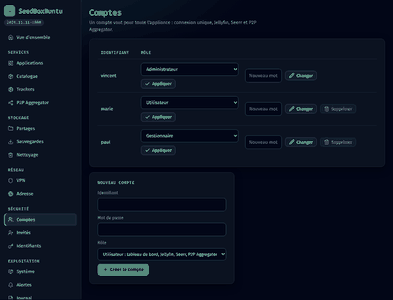 SeedBoxBuntu
Vue d'ensemble
SERVICES
Applications
Catalogue
Trackers
P2P Aggregator
STOCKAGE
Partages
Sauvegardes
Nettoyage
RÉSEAU
VPN
Adresse
SÉCURITÉ
Comptes
Invités
Identifiants
EXPLOITATION
Système
Alertes
Journal
Comptes
Un compte vaut pour toute l'appliance : connexion unique, Jellyfin, Seerr et P2P
Aggregator.
IDENTIFIANT RÔLE
vincent Administrateur Nouveau mot Changer
Appliquer
marie Utilisateur Nouveau mot Changer Supprimer
Appliquer
paul Gestionnaire Nouveau mot Changer Supprimer
Appliquer
NOUVEAU COMPTE
Identifiant
Mot de passe
Rôle
Utilisateur : tableau de bord, Jellyfin, Seerr, P2P Aggregator
+ Créer le compte